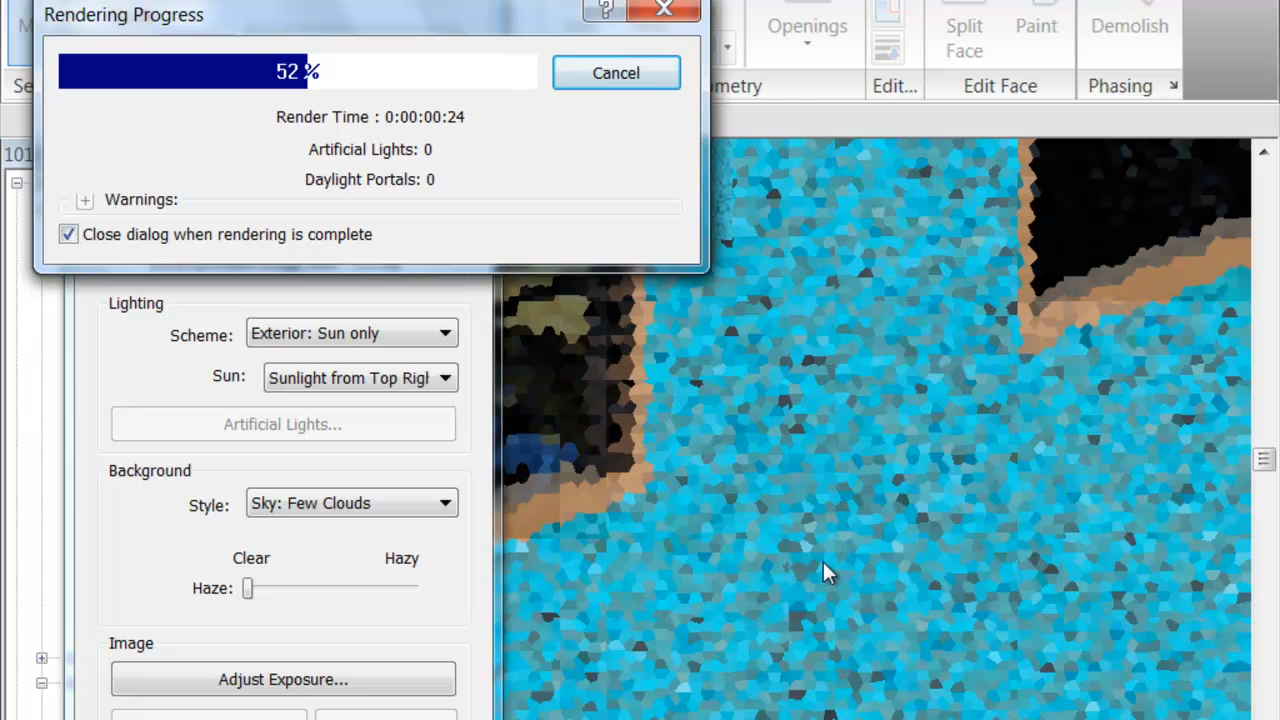 Rendering Progress
52 %
Cancel
Render Time : 0:00:00:24
Artificial Lights: 0
Daylight Portals: 0
Warnings:
Close dialog when rendering is complete
Openings
Split
Face
Paint
Demolish
Edit...
Edit Face
Phasing
101
Lighting
Scheme:
Exterior: Sun only
Sun:
Sunlight from Top Righ
Artificial Lights...
Background
Style:
Sky: Few Clouds
Clear
Hazy
Haze:
Image
Adjust Exposure...